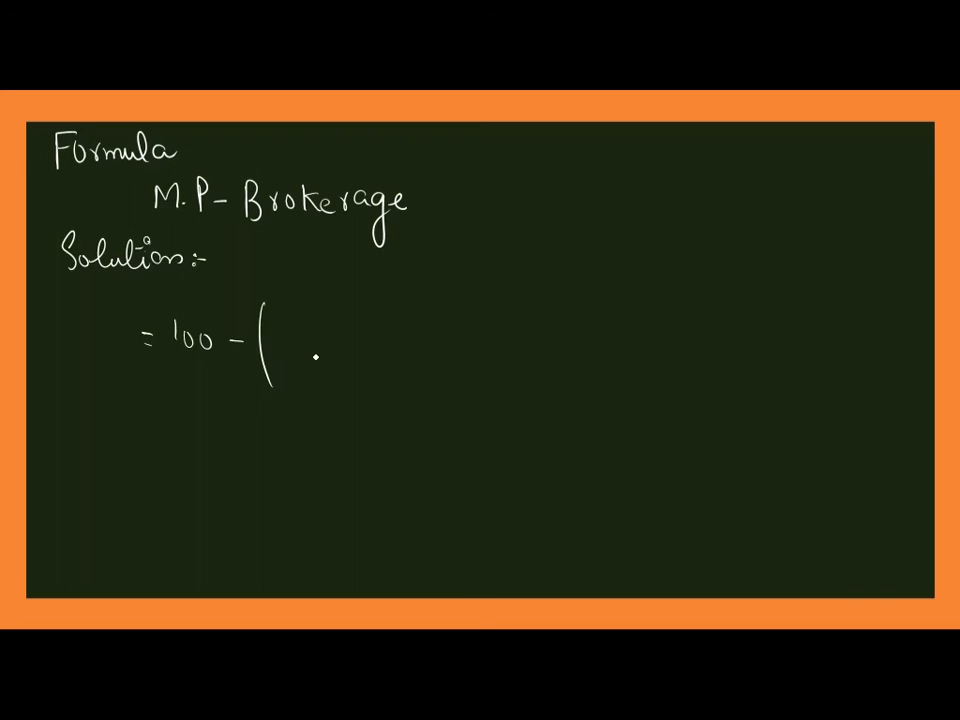 Formula
M.P- Brokerage
Solution:-
= 100 - (